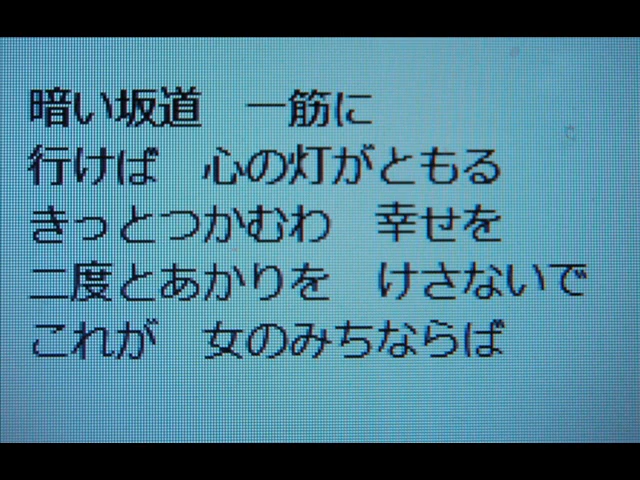 暗い坂道　一筋に
行けば　心の灯がともる
きっとつかむわ　幸せを
二度とあかりを　けさないで
これが　女のみちならば